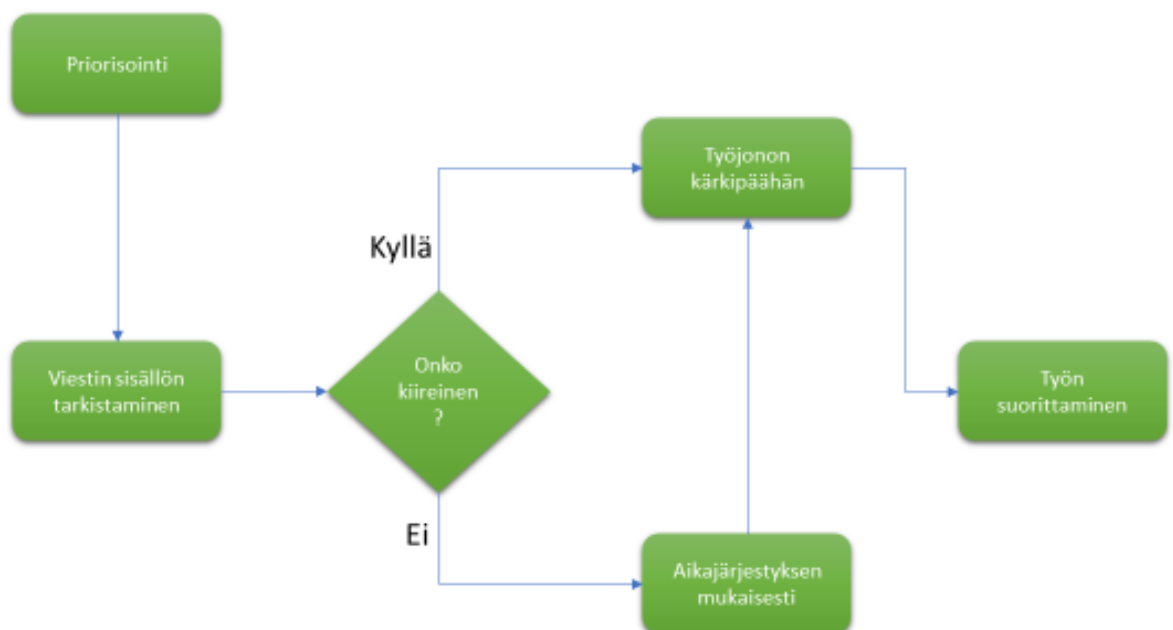 Priorisointi
Viestin sisällön
tarkistaminen
Onko
kiireinen
?
Kyllä
Ei
Työjonon
kärkipäähän
Aikajärjestyksen
mukaisesti
Työn
suorittaminen